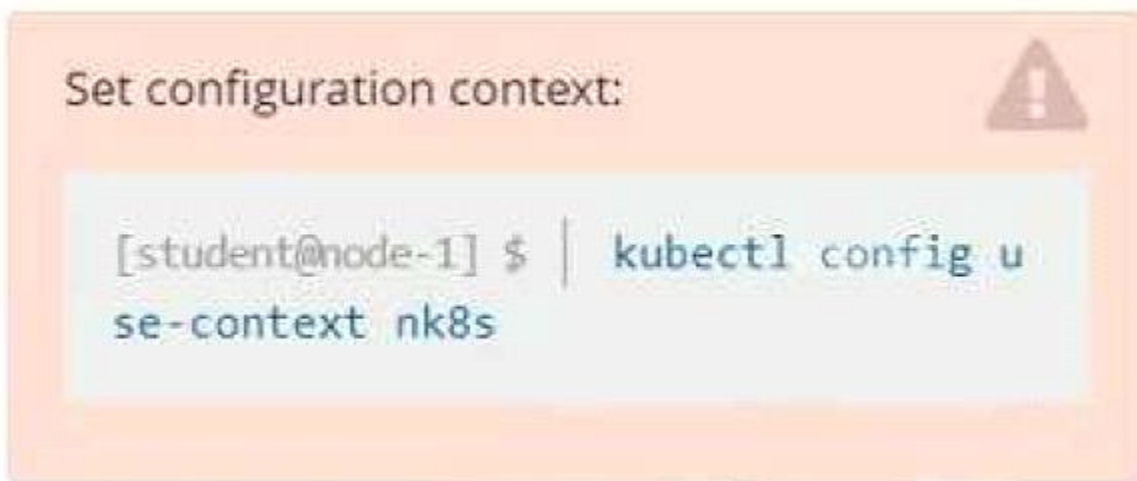 Set configuration context:
[student@node-1] $ | kubectl config u
se-context nk8s